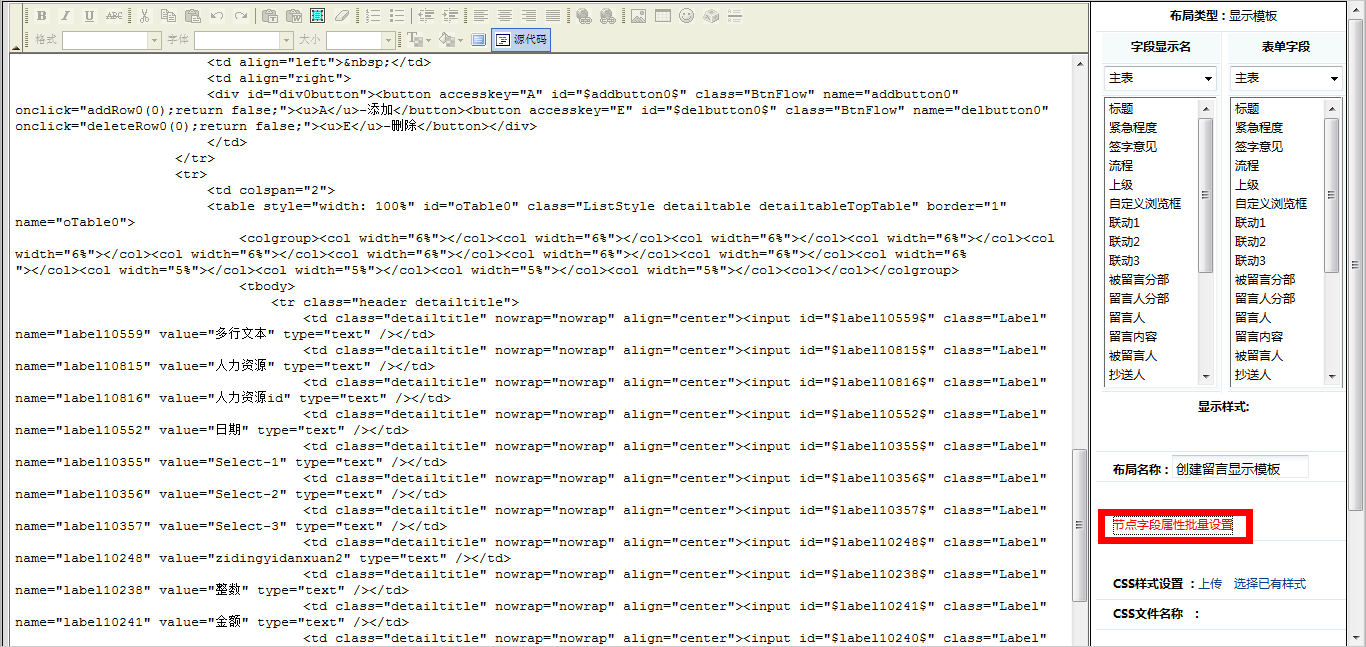 B I U ABC
格式 字体 大小 源代码
<td align="left">&nbsp;</td>
<td align="right">
<div id="div0button"><button accesskey="A" id="$addbutton0$" class="BtnFlow" name="addbutton0"
onclick="addRow0(0);return false;"><u>A</u>-添加</button><button accesskey="E" id="$delbutton0$" class="BtnFlow" name="delbutton0"
onclick="deleteRow0(0);return false;"><u>E</u>-删除</button></div>
</td>
</tr>
<tr>
<td colspan="2">
<table style="width: 100%" id="oTable0" class="ListStyle detailtable detailtableTopTable" border="1"
name="oTable0">
<colgroup><col width="6%"></col><col width="6%"></col><col width="6%"></col><col width="6%"></col><col
width="6%"></col><col width="6%"></col><col width="6%"></col><col width="6%"></col><col width="6%
"></col><col width="5%"></col><col width="5%"></col><col width="5%"></col><col width="5%"></col><col></col></colgroup>
<tbody>
<tr class="header detailtitle">
<td class="detailtitle" nowrap="nowrap" align="center"><input id="$label10559$" class="Label"
name="label10559" value="多行文本" type="text" /></td>
<td class="detailtitle" nowrap="nowrap" align="center"><input id="$label10815$" class="Label"
name="label10815" value="人力资源" type="text" /></td>
<td class="detailtitle" nowrap="nowrap" align="center"><input id="$label10816$" class="Label"
name="label10816" value="人力资源id" type="text" /></td>
<td class="detailtitle" nowrap="nowrap" align="center"><input id="$label10552$" class="Label"
name="label10552" value="日期" type="text" /></td>
<td class="detailtitle" nowrap="nowrap" align="center"><input id="$label10355$" class="Label"
name="label10355" value="Select-1" type="text" /></td>
<td class="detailtitle" nowrap="nowrap" align="center"><input id="$label10356$" class="Label"
name="label10356" value="Select-2" type="text" /></td>
<td class="detailtitle" nowrap="nowrap" align="center"><input id="$label10357$" class="Label"
name="label10357" value="Select-3" type="text" /></td>
<td class="detailtitle" nowrap="nowrap" align="center"><input id="$label10248$" class="Label"
name="label10248" value="zidingyidanxuan2" type="text" /></td>
<td class="detailtitle" nowrap="nowrap" align="center"><input id="$label10238$" class="Label"
name="label10238" value="整数" type="text" /></td>
<td class="detailtitle" nowrap="nowrap" align="center"><input id="$label10241$" class="Label"
name="label10241" value="金额" type="text" /></td>
<td class="detailtitle" nowrap="nowrap" align="center"><input id="$label10240$" class="Label"
布局类型：显示模板
字段显示名 表单字段
主表 主表
标题 标题
紧急程度 紧急程度
签字意见 签字意见
流程 流程
上级 上级
自定义浏览框 自定义浏览框
联动1 联动1
联动2 联动2
联动3 联动3
被留言分部 被留言分部
留言人分部 留言人分部
留言人 留言人
留言内容 留言内容
被留言人 被留言人
抄送人 抄送人
显示样式:
布局名称： 创建留言显示模板
节点字段属性批量设置
CSS样式设置 ：上传 选择已有样式
CSS文件名称 ：